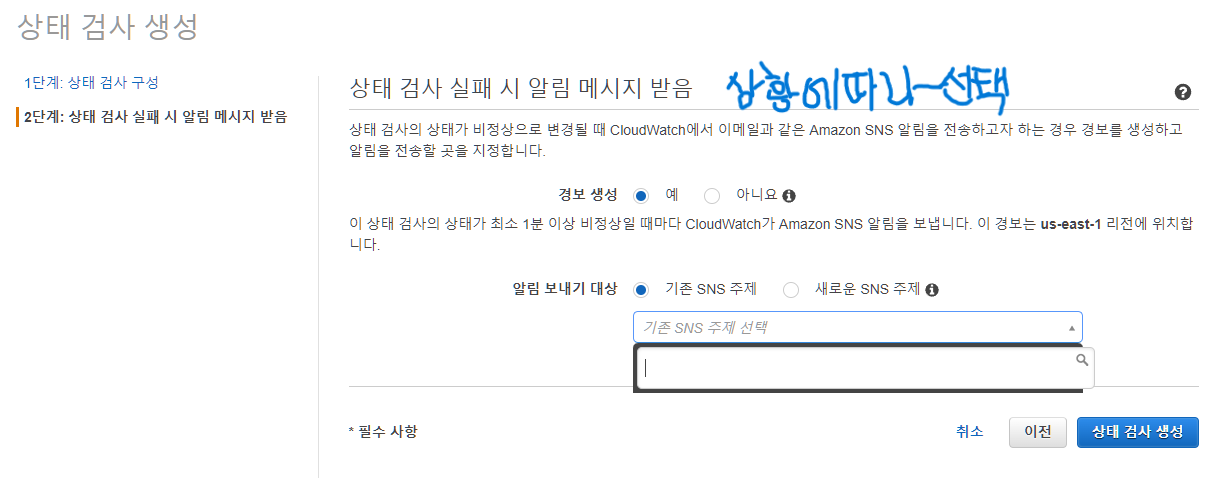 상태 검사 생성
1단계: 상태 검사 구성
2단계: 상태 검사 실패 시 알림 메시지 받음
상태 검사 실패 시 알림 메시지 받음 상황에따라 선택
상태 검사의 상태가 비정상으로 변경될 때 CloudWatch에서 이메일과 같은 Amazon SNS 알림을 전송하고자 하는 경우 경보를 생성하고
알림을 전송할 곳을 지정합니다.
경보 생성 예 아니요
이 상태 검사의 상태가 최소 1분 이상 비정상일 때마다 CloudWatch가 Amazon SNS 알림을 보냅니다. 이 경보는 us-east-1 리전에 위치합
니다.
알림 보내기 대상 기존 SNS 주제 새로운 SNS 주제
기존 SNS 주제 선택
* 필수 사항 취소 이전 상태 검사 생성